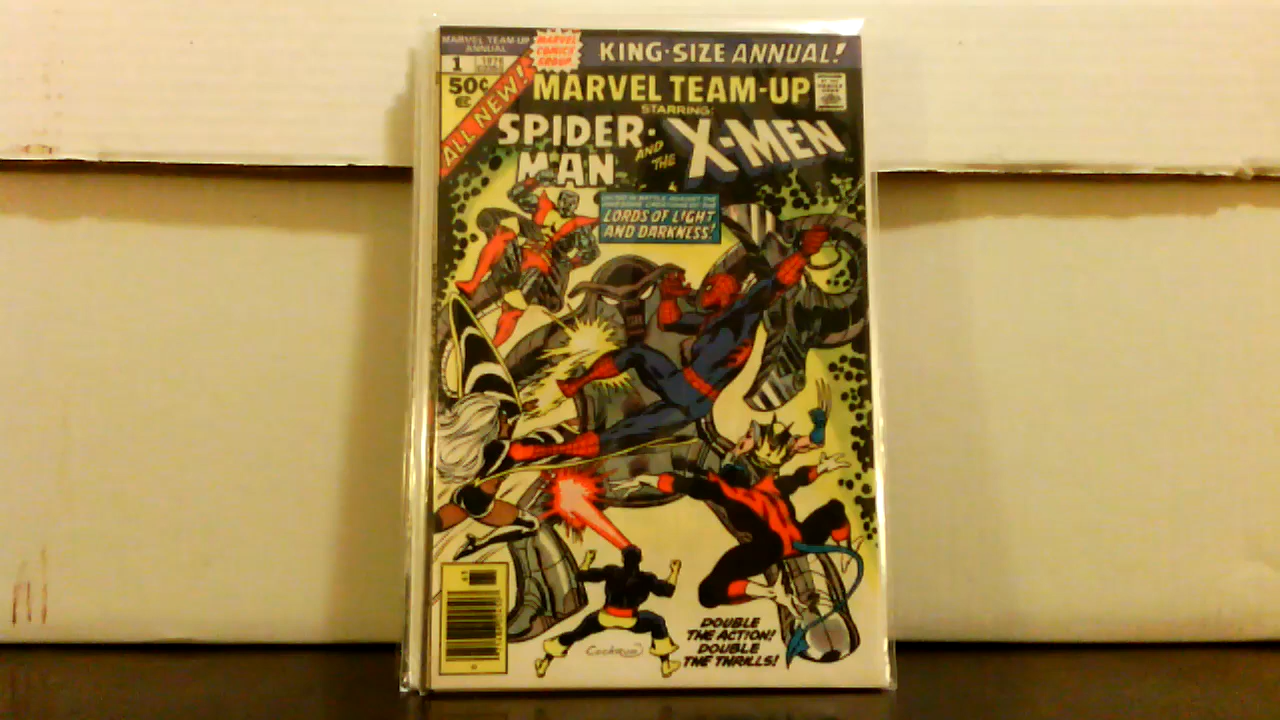 MARVEL TEAM-UP
ANNUAL
1 1976
MARVEL
COMICS
GROUP
KING-SIZE ANNUAL!
50¢
ALL NEW!
MARVEL TEAM-UP
STARRING:
SPIDER-
MAN
AND
THE
X-MEN
LORDS OF LIGHT
AND DARKNESS!
DOUBLE
THE ACTION!
DOUBLE
THE THRILLS!
Cockrum